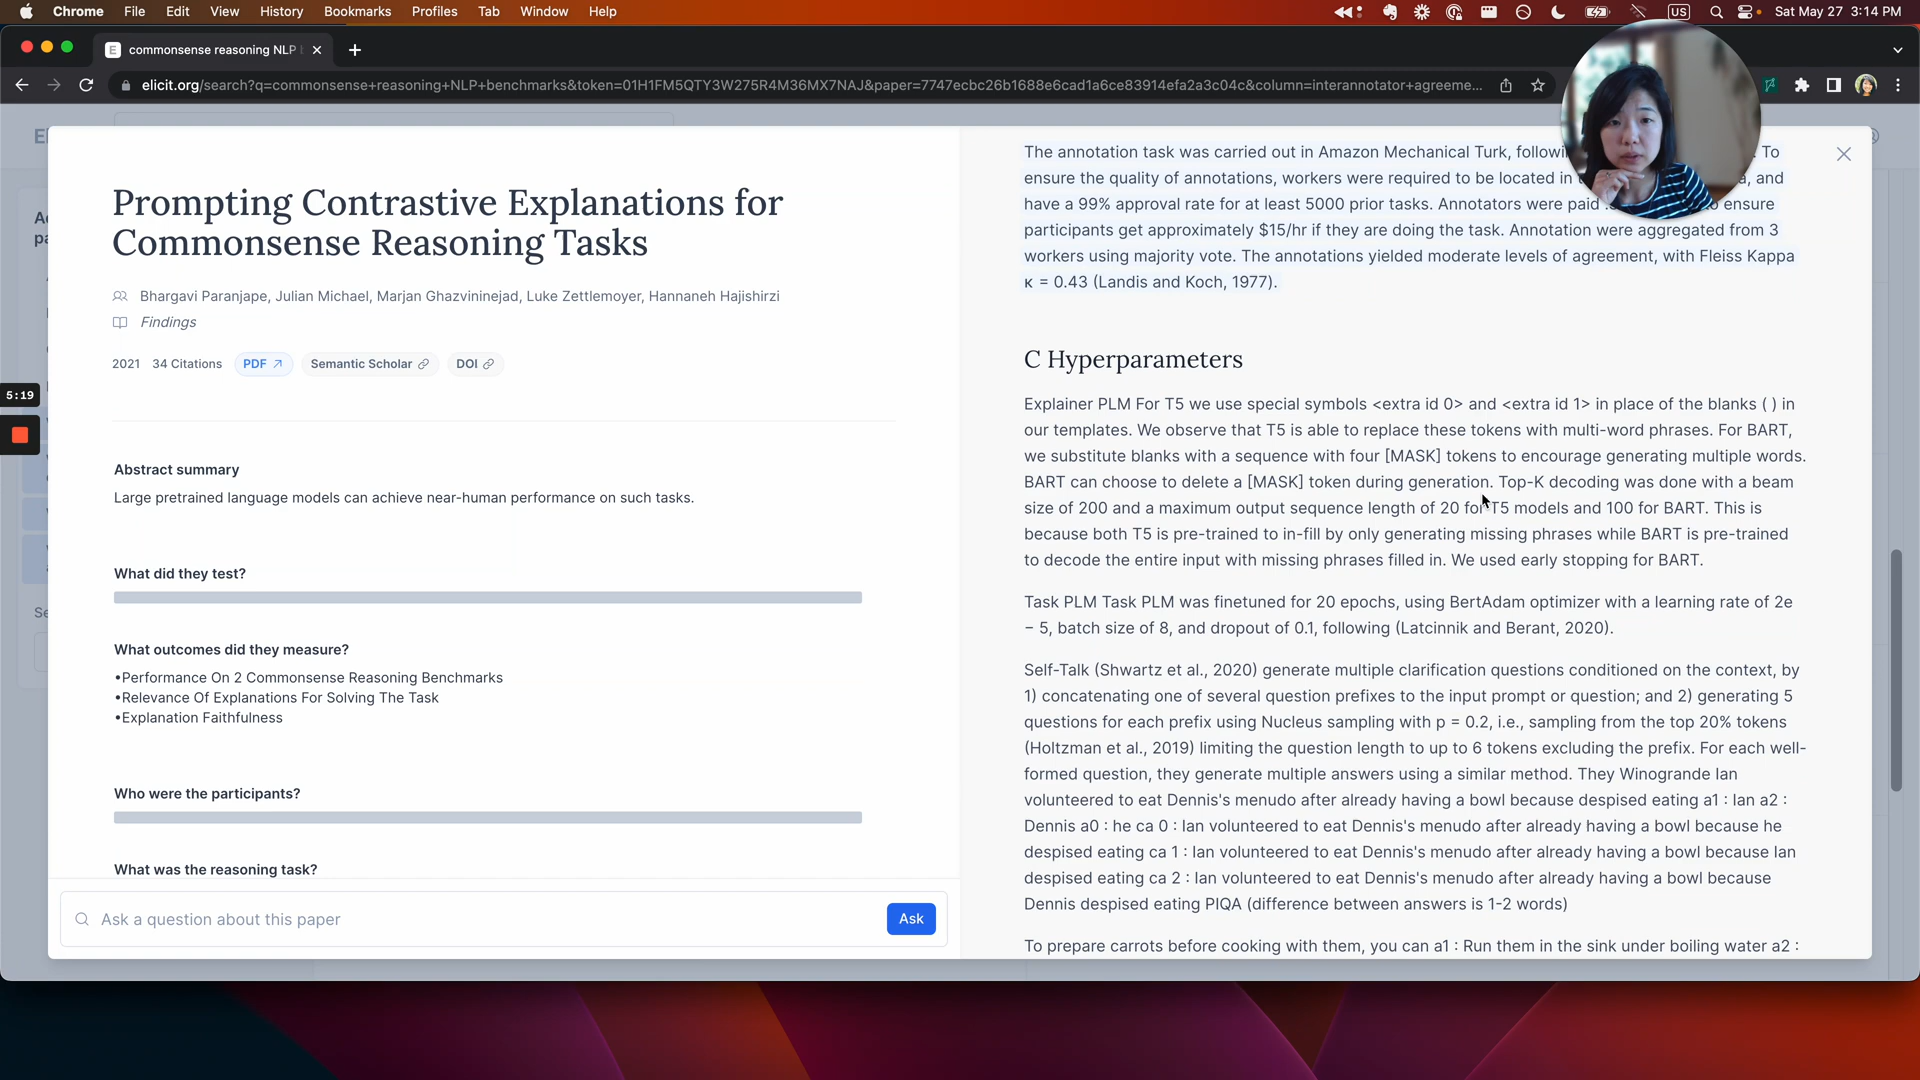 Chrome File Edit View History Bookmarks Profiles Tab Window Help US Sat May 27 3:14 PM
E commonsense reasoning NLP
elicit.org/search?q=commonsense+reasoning+NLP+benchmarks&token=01H1FM5QTY3W275R4M36MX7NAJ&paper=7747ecbc26b1688e6cad1a6ce83914efa2a3c04c&column=interannotator+agreeme...
5:19
Prompting Contrastive Explanations for
Commonsense Reasoning Tasks
Bhargavi Paranjape, Julian Michael, Marjan Ghazvininejad, Luke Zettlemoyer, Hannaneh Hajishirzi
Findings
2021 34 Citations PDF Semantic Scholar DOI
Abstract summary
Large pretrained language models can achieve near-human performance on such tasks.
What did they test?
What outcomes did they measure?
•Performance On 2 Commonsense Reasoning Benchmarks
•Relevance Of Explanations For Solving The Task
•Explanation Faithfulness
Who were the participants?
What was the reasoning task?
Ask a question about this paper
Ask
The annotation task was carried out in Amazon Mechanical Turk, To
ensure the quality of annotations, workers were required to be located in and
have a 99% approval rate for at least 5000 prior tasks. Annotators were paid ensure
participants get approximately $15/hr if they are doing the task. Annotation were aggregated from 3
workers using majority vote. The annotations yielded moderate levels of agreement, with Fleiss Kappa
κ = 0.43 (Landis and Koch, 1977).
C Hyperparameters
Explainer PLM For T5 we use special symbols <extra id 0> and <extra id 1> in place of the blanks ( ) in
our templates. We observe that T5 is able to replace these tokens with multi-word phrases. For BART,
we substitute blanks with a sequence with four [MASK] tokens to encourage generating multiple words.
BART can choose to delete a [MASK] token during generation. Top-K decoding was done with a beam
size of 200 and a maximum output sequence length of 20 for T5 models and 100 for BART. This is
because both T5 is pre-trained to in-fill by only generating missing phrases while BART is pre-trained
to decode the entire input with missing phrases filled in. We used early stopping for BART.
Task PLM Task PLM was finetuned for 20 epochs, using BertAdam optimizer with a learning rate of 2e
− 5, batch size of 8, and dropout of 0.1, following (Latcinnik and Berant, 2020).
Self-Talk (Shwartz et al., 2020) generate multiple clarification questions conditioned on the context, by
1) concatenating one of several question prefixes to the input prompt or question; and 2) generating 5
questions for each prefix using Nucleus sampling with p = 0.2, i.e., sampling from the top 20% tokens
(Holtzman et al., 2019) limiting the question length to up to 6 tokens excluding the prefix. For each well-
formed question, they generate multiple answers using a similar method. They Winogrande Ian
volunteered to eat Dennis's menudo after already having a bowl because despised eating a1 : Ian a2 :
Dennis a0 : he ca 0 : Ian volunteered to eat Dennis's menudo after already having a bowl because he
despised eating ca 1 : Ian volunteered to eat Dennis's menudo after already having a bowl because Ian
despised eating ca 2 : Ian volunteered to eat Dennis's menudo after already having a bowl because
Dennis despised eating PIQA (difference between answers is 1-2 words)
To prepare carrots before cooking with them, you can a1 : Run them in the sink under boiling water a2 :